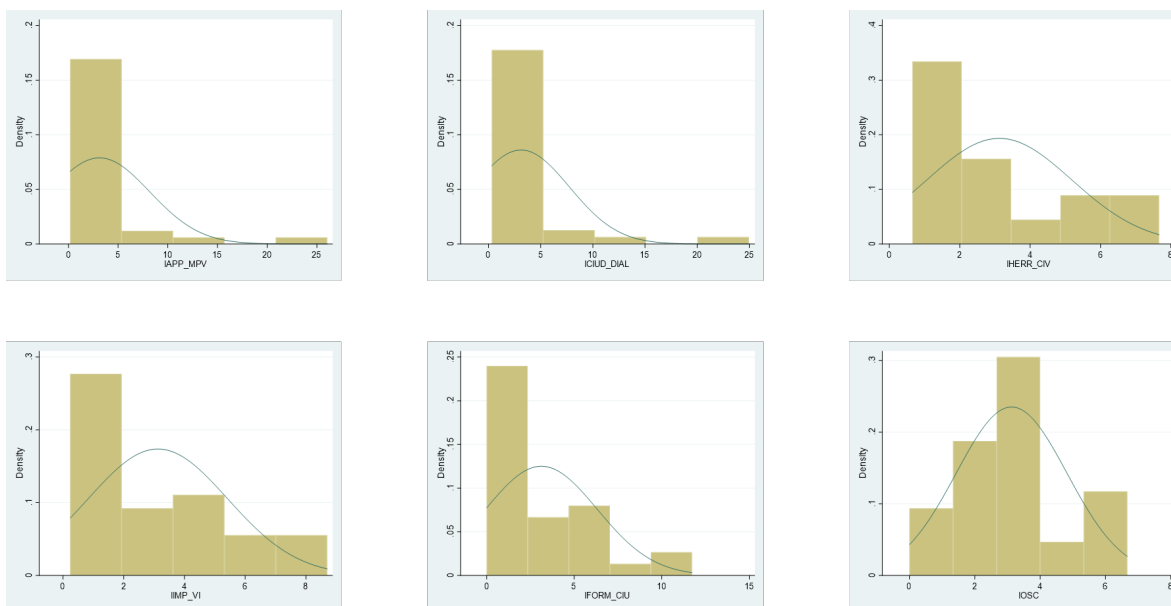 Density
0 .05 .1 .15 .2
0 5 10 15 20 25
IAPP_MPV
Density
0 .05 .1 .15 .2
0 5 10 15 20 25
ICIUD_DIAL
Density
0 .1 .2 .3 .4
0 2 4 6 8
IHERR_CIV
Density
0 .1 .2 .3
0 2 4 6 8
IIMP_VI
Density
0 .05 .1 .15 .2 .25
0 5 10 15
IFORM_CIU
Density
0 .1 .2 .3
0 2 4 6 8
IOSC